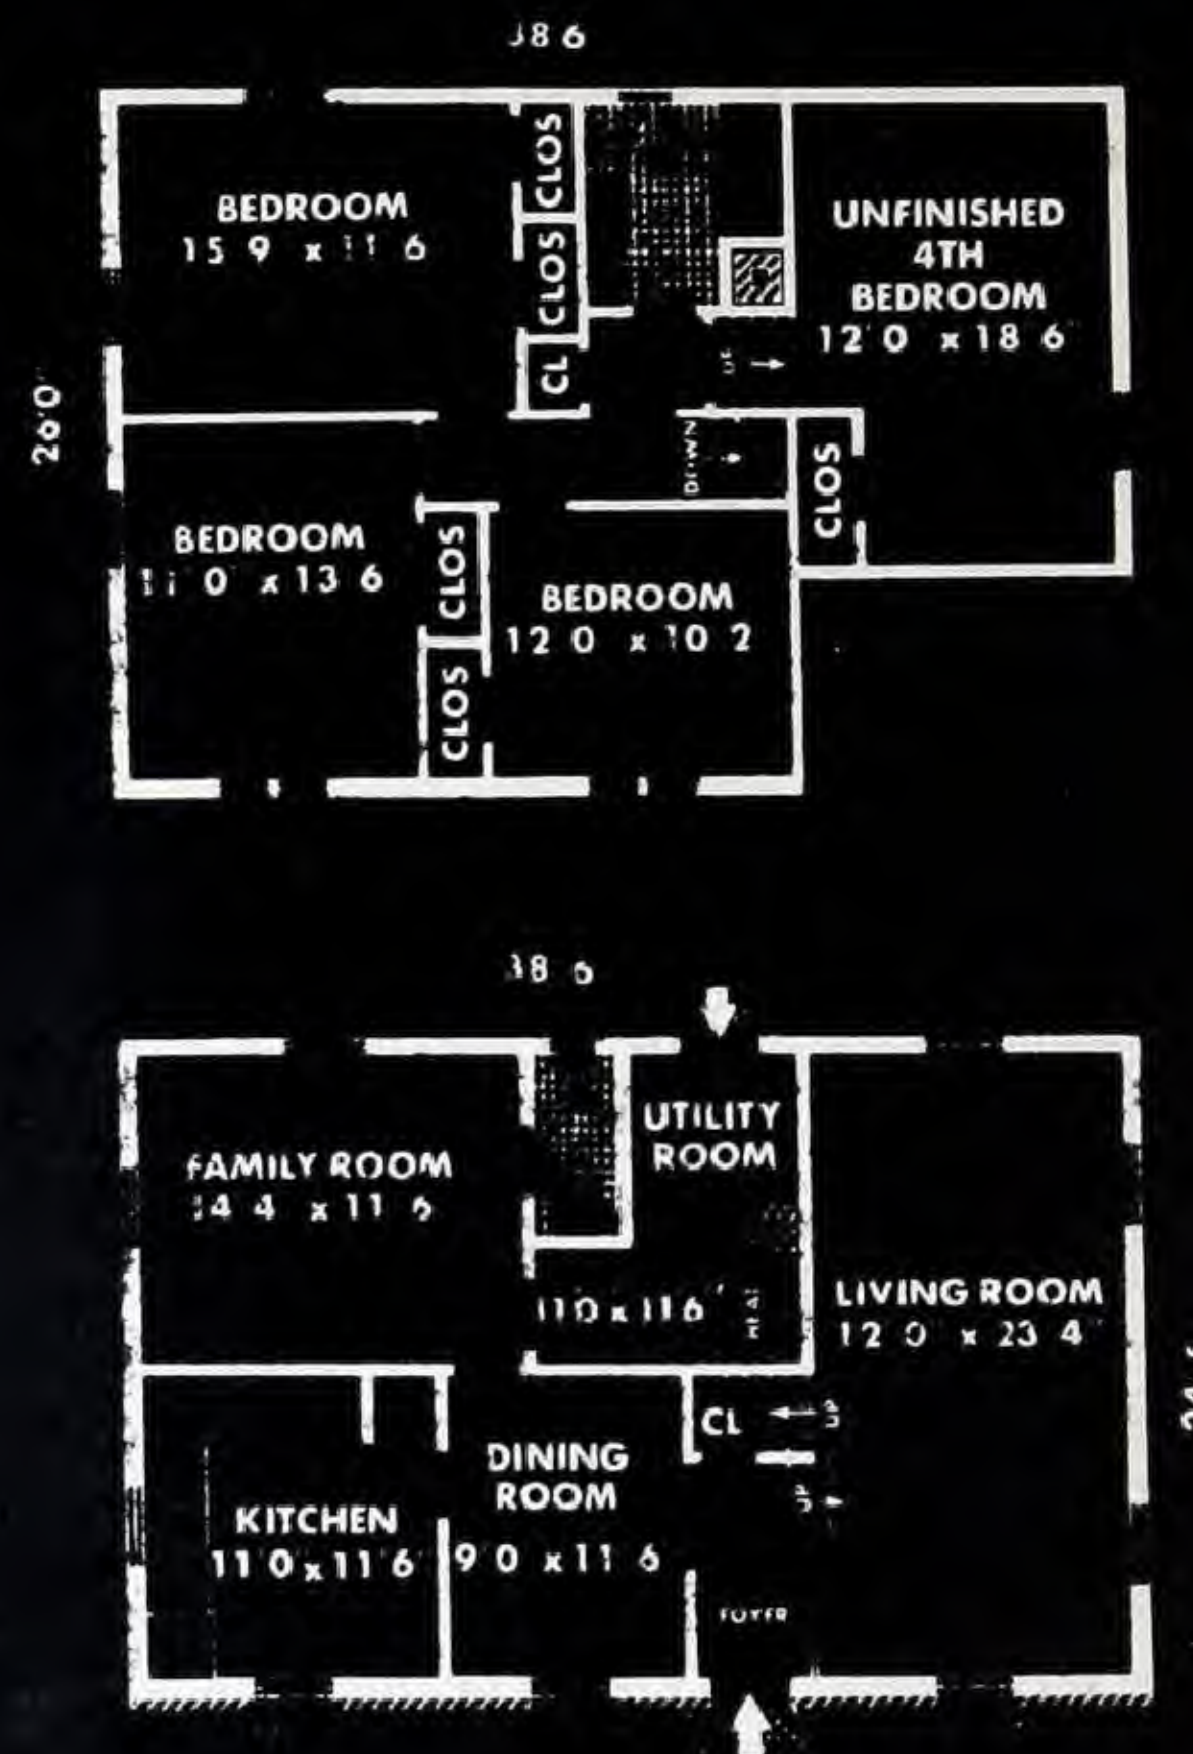 38 6
BEDROOM
15 9 x 11 6
CLOS
CLOS
CL
UNFINISHED
4TH
BEDROOM
12' 0 x 18 6
UP
26'0"
DOWN
CLOS
BEDROOM
11 0 x 13 6
CLOS
CLOS
BEDROOM
12 0 x 10 2
38 6
UTILITY
ROOM
FAMILY ROOM
14 4 x 11 6
11 0 x 11 6
LIVING ROOM
12 0 x 23 4
CL
UP
UP
DINING
ROOM
9 0 x 11 6
KITCHEN
11'0 x 11'6
FOYER